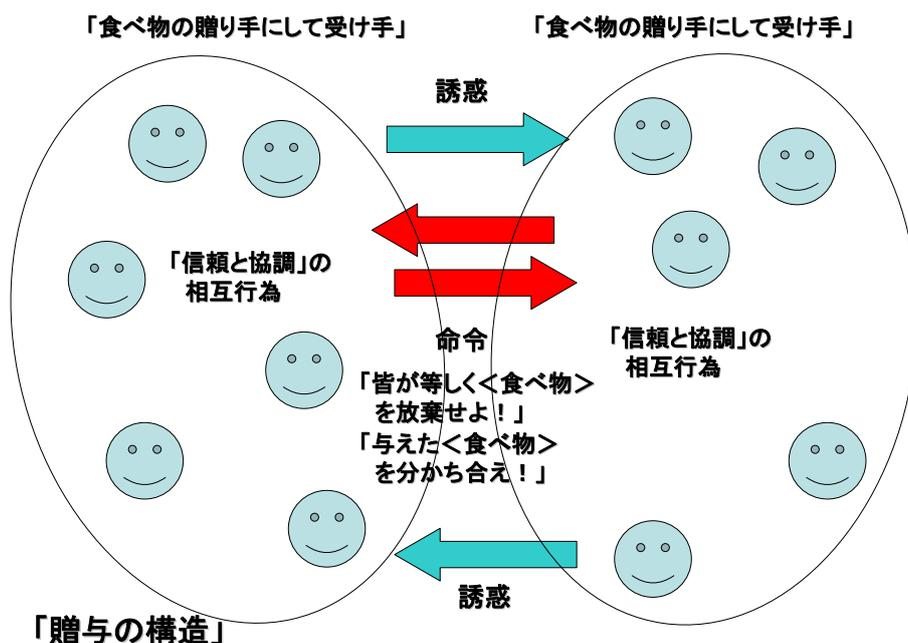 「食べ物の贈り手にして受け手」
「食べ物の贈り手にして受け手」
誘惑
「信頼と協調」の
相互行為
命令
「皆が等しく<食べ物>
を放棄せよ！」
「与えた<食べ物>
を分かち合え！」
「信頼と協調」の
相互行為
誘惑
「贈与の構造」